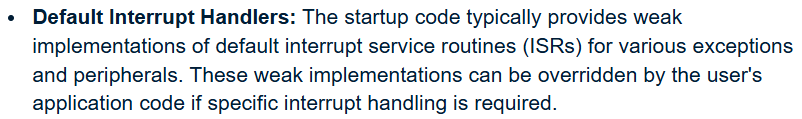 • Default Interrupt Handlers: The startup code typically provides weak
implementations of default interrupt service routines (ISRs) for various exceptions
and peripherals. These weak implementations can be overridden by the user's
application code if specific interrupt handling is required.